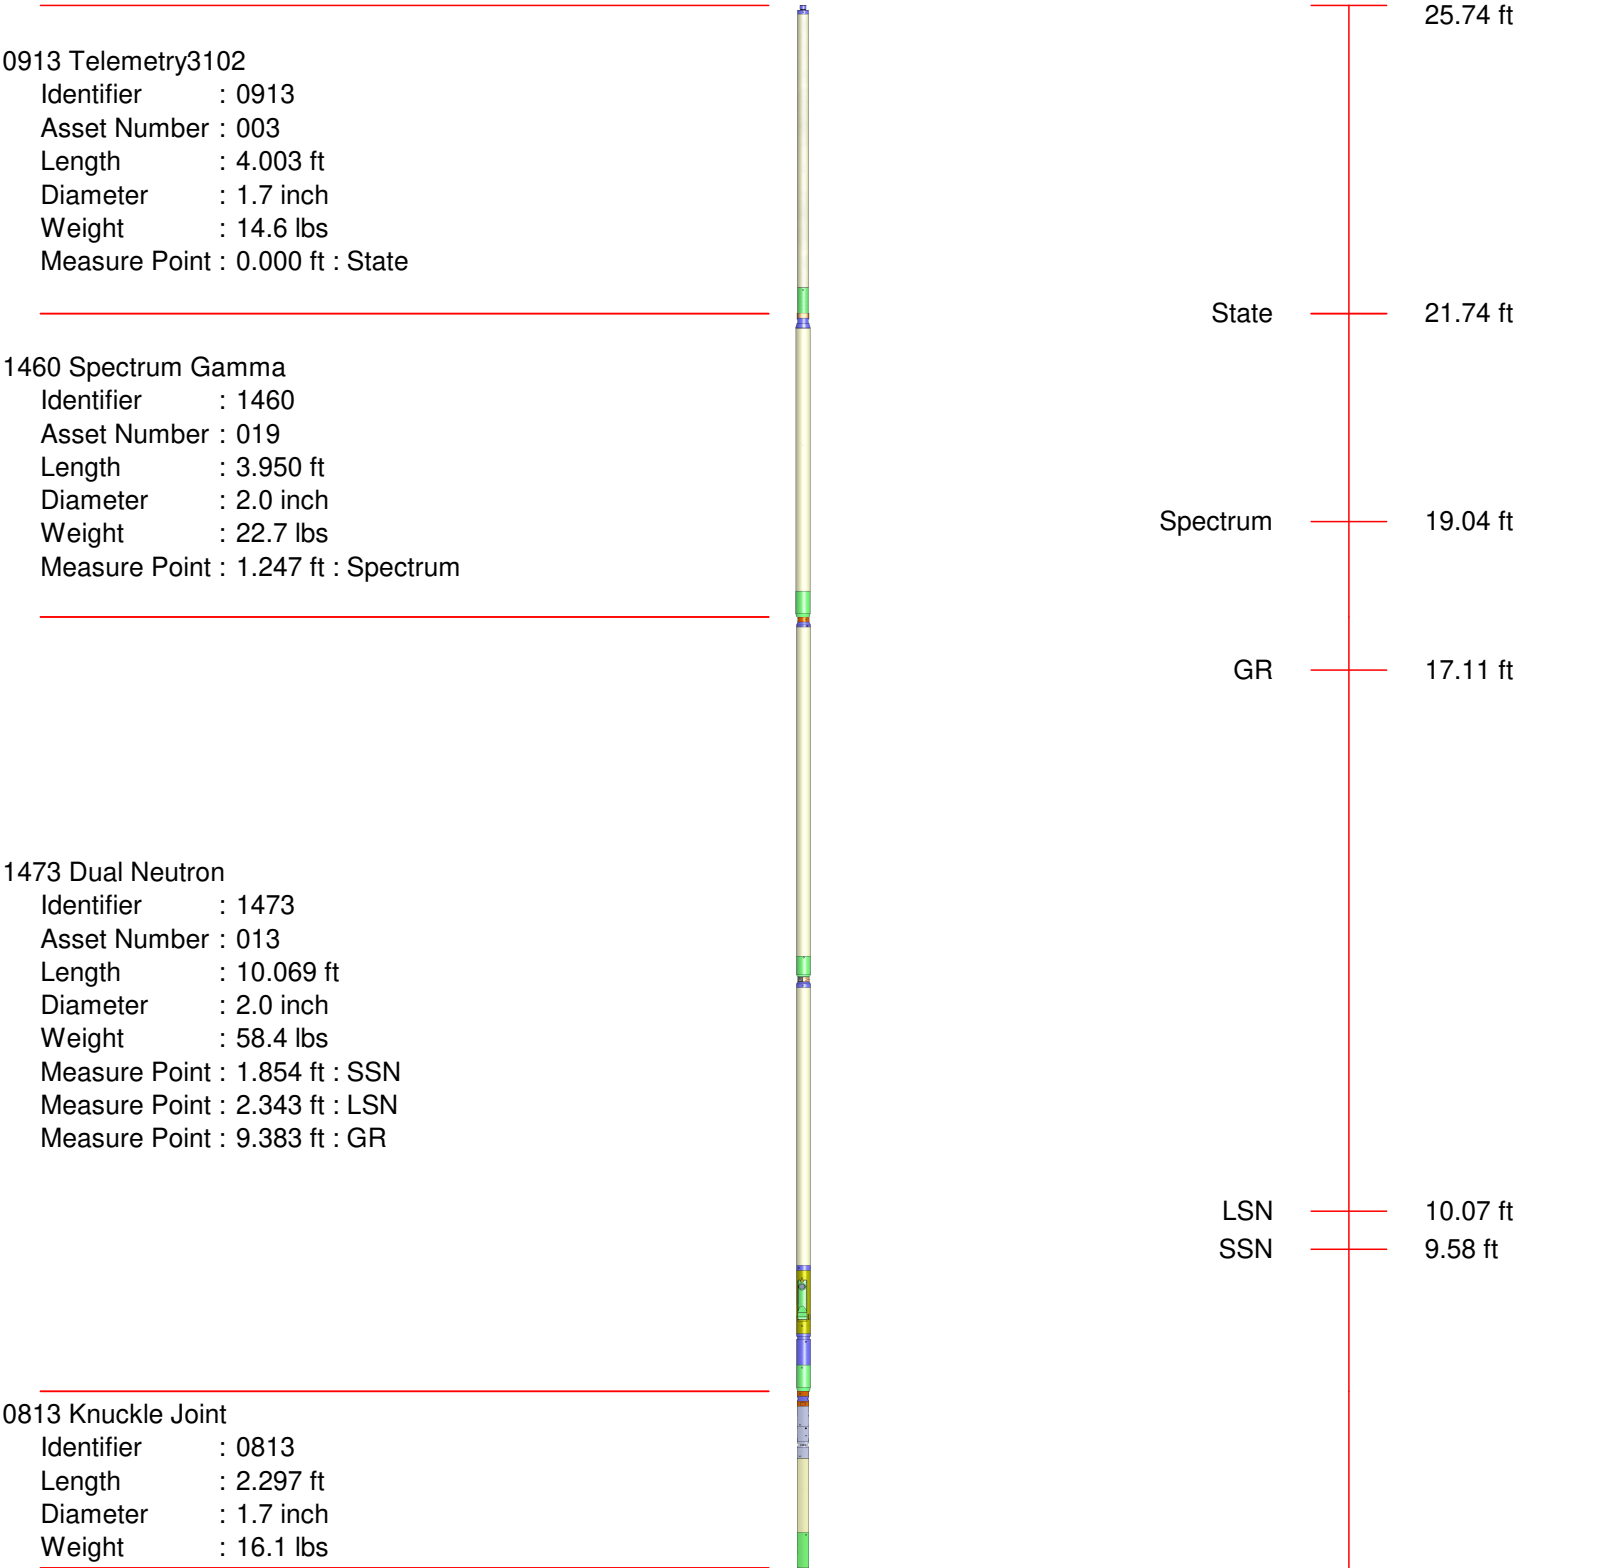 25.74 ft
0913 Telemetry3102
Identifier : 0913
Asset Number : 003
Length : 4.003 ft
Diameter : 1.7 inch
Weight : 14.6 lbs
Measure Point : 0.000 ft : State
State 21.74 ft
1460 Spectrum Gamma
Identifier : 1460
Asset Number : 019
Length : 3.950 ft
Diameter : 2.0 inch
Weight : 22.7 lbs
Measure Point : 1.247 ft : Spectrum
Spectrum 19.04 ft
GR 17.11 ft
1473 Dual Neutron
Identifier : 1473
Asset Number : 013
Length : 10.069 ft
Diameter : 2.0 inch
Weight : 58.4 lbs
Measure Point : 1.854 ft : SSN
Measure Point : 2.343 ft : LSN
Measure Point : 9.383 ft : GR
LSN 10.07 ft
SSN 9.58 ft
0813 Knuckle Joint
Identifier : 0813
Length : 2.297 ft
Diameter : 1.7 inch
Weight : 16.1 lbs